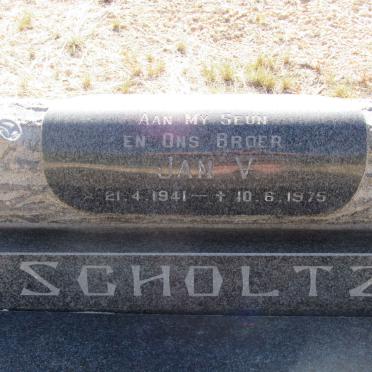 AAN MY SEUN
EN ONS BROER
JAN V.
21.4.1941 — † 10.6.1975
SCHOLTZ